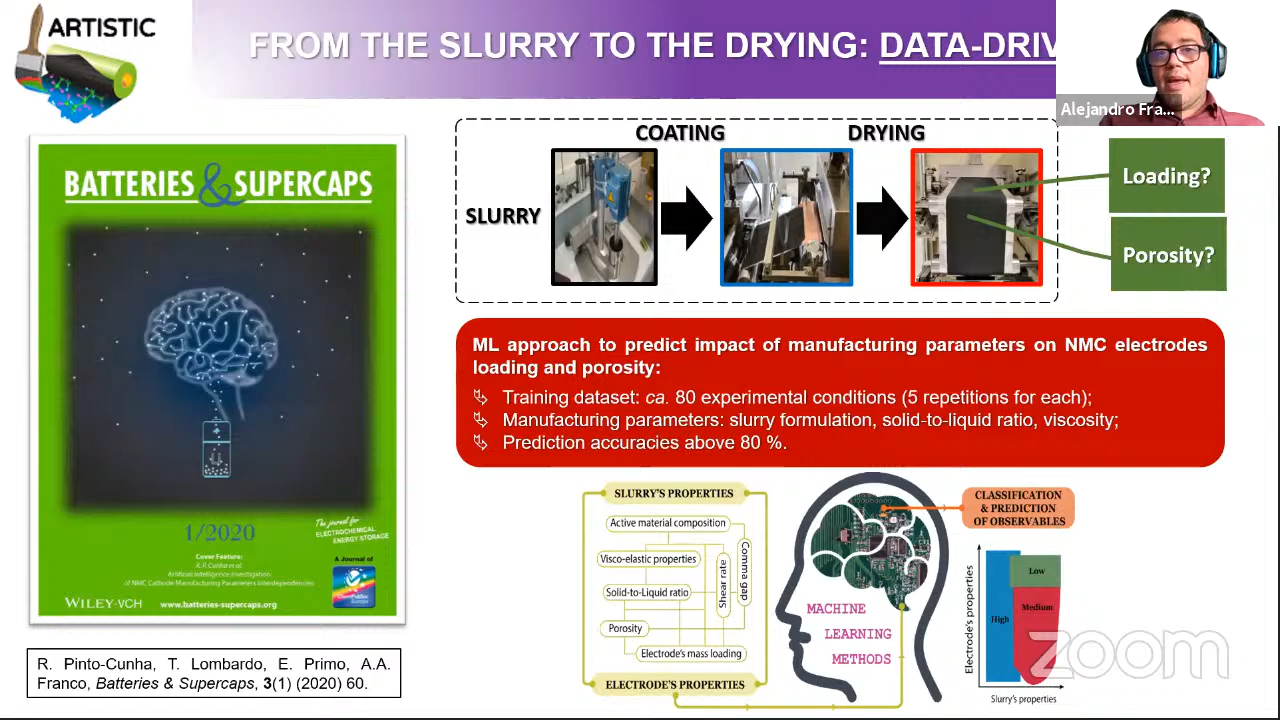 ARTISTIC
FROM THE SLURRY TO THE DRYING: DATA-DRIV
Alejandro Fra...
BATTERIES & SUPERCAPS
1/2020
The journal for
ELECTROCHEMICAL
ENERGY STORAGE
Cover Feature:
R. P. Cunha et al.
Artificial Intelligence Investigation
of NMC Cathode Manufacturing Parameters Interdependencies
A Journal of
WILEY-VCH
www.batteries-supercaps.org
R. Pinto-Cunha, T. Lombardo, E. Primo, A.A.
Franco, Batteries & Supercaps, 3(1) (2020) 60.
COATING
DRYING
SLURRY
Loading?
Porosity?
ML approach to predict impact of manufacturing parameters on NMC electrodes
loading and porosity:
Training dataset: ca. 80 experimental conditions (5 repetitions for each);
Manufacturing parameters: slurry formulation, solid-to-liquid ratio, viscosity;
Prediction accuracies above 80 %.
SLURRY'S PROPERTIES
Active material composition
Visco-elastic properties
Solid-to-Liquid ratio
Porosity
Electrode's mass loading
Shear rate
Comma gap
ELECTRODE'S PROPERTIES
MACHINE
LEARNING
METHODS
CLASSIFICATION
& PREDICTION
OF OBSERVABLES
Electrode's properties
High
Low
Medium
Slurry's properties
zoom